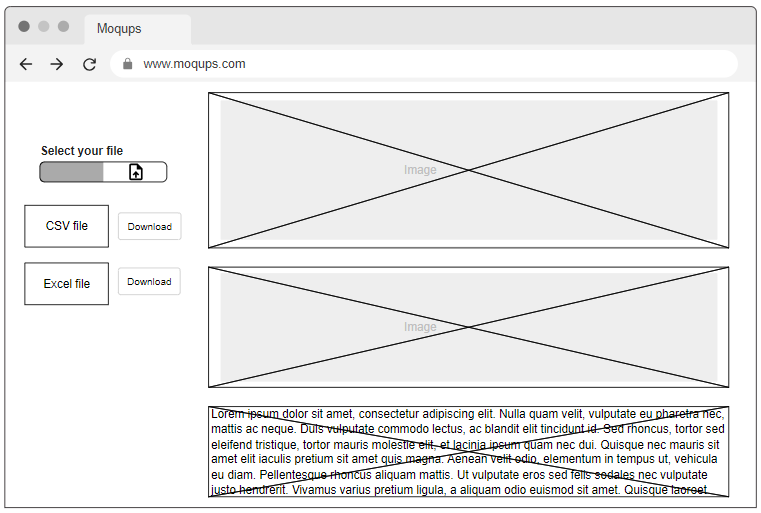 Moqups
www.moqups.com
Select your file
CSV file
Download
Excel file
Download
Image
Image
Lorem ipsum dolor sit amet, consectetur adipiscing elit. Nulla quam velit, vulputate eu pharetra nec,
mattis ac neque. Duis vulputate commodo lectus, ac blandit elit tincidunt id. Sed rhoncus, tortor sed
eleifend tristique, tortor mauris molestie elit, et lacinia ipsum quam nec dui. Quisque nec mauris sit
amet elit iaculis pretium sit amet quis magna. Aenean velit odio, elementum in tempus ut, vehicula
eu diam. Pellentesque rhoncus aliquam mattis. Ut vulputate eros sed felis sodales nec vulputate
justo hendrerit. Vivamus varius pretium ligula, a aliquam odio euismod sit amet. Quisque laoreet